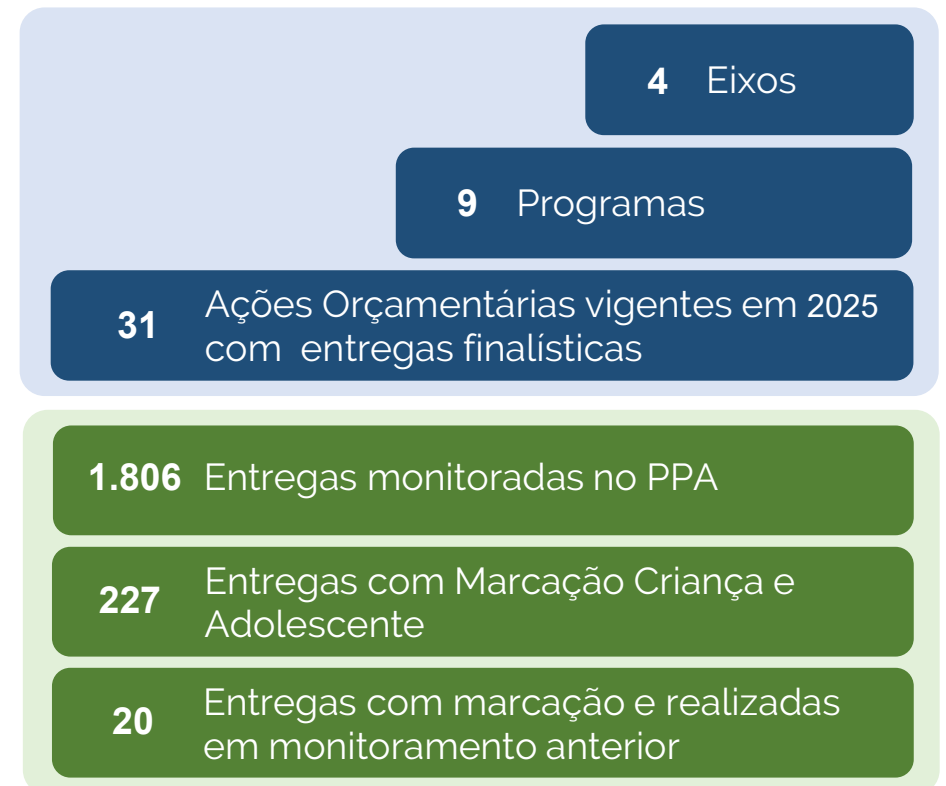 4 Eixos
9 Programas
31 Ações Orçamentárias vigentes em 2025
com entregas finalísticas
1.806 Entregas monitoradas no PPA
227 Entregas com Marcação Criança e
Adolescente
20 Entregas com marcação e realizadas
em monitoramento anterior